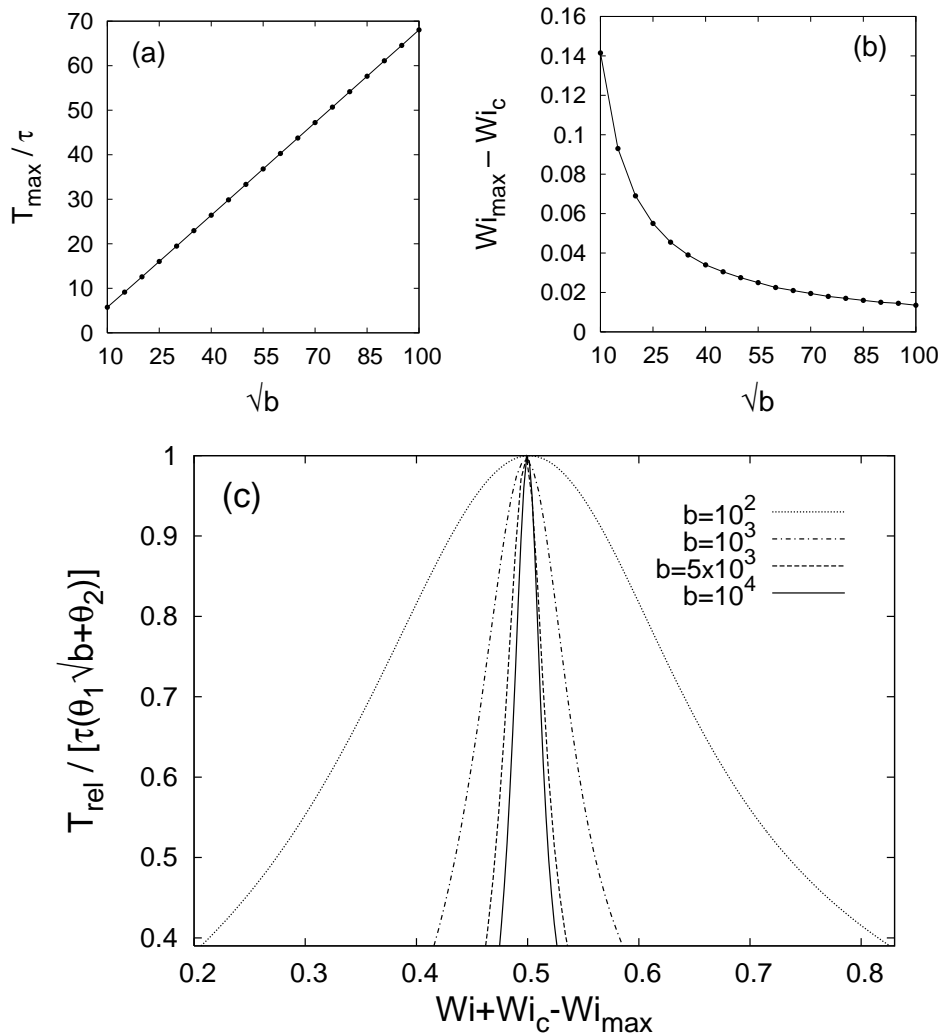 (a)
T_max / τ
70
60
50
40
30
20
10
0
10 25 40 55 70 85 100
√b
(b)
Wi_max − Wi_c
0.16
0.14
0.12
0.1
0.08
0.06
0.04
0.02
0
10 25 40 55 70 85 100
√b
(c)
T_rel / [τ(θ_1√b+θ_2)]
1
0.9
0.8
0.7
0.6
0.5
0.4
b=10^2
b=10^3
b=5x10^3
b=10^4
0.2 0.3 0.4 0.5 0.6 0.7 0.8
Wi+Wi_c-Wi_max